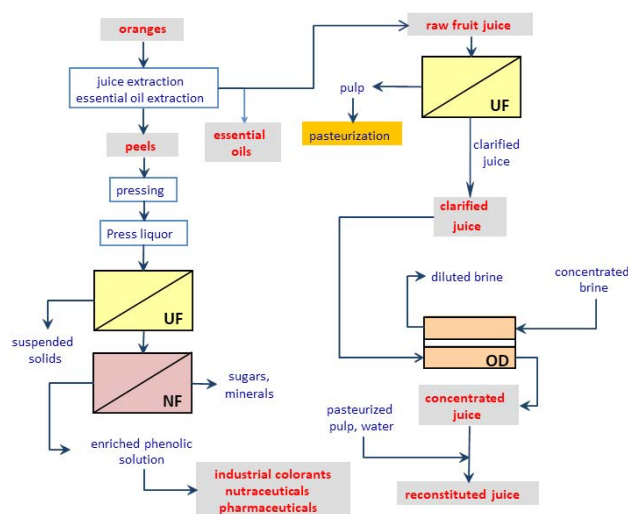 oranges
raw fruit juice
juice extraction
essential oil extraction
pulp
UF
essential
oils
pasteurization
peels
clarified
juice
pressing
clarified
juice
Press liquor
diluted brine
concentrated
brine
UF
suspended
solids
OD
NF
sugars,
minerals
pasteurized
pulp, water
concentrated
juice
enriched phenolic
solution
industrial colorants
nutraceuticals
pharmaceuticals
reconstituted juice